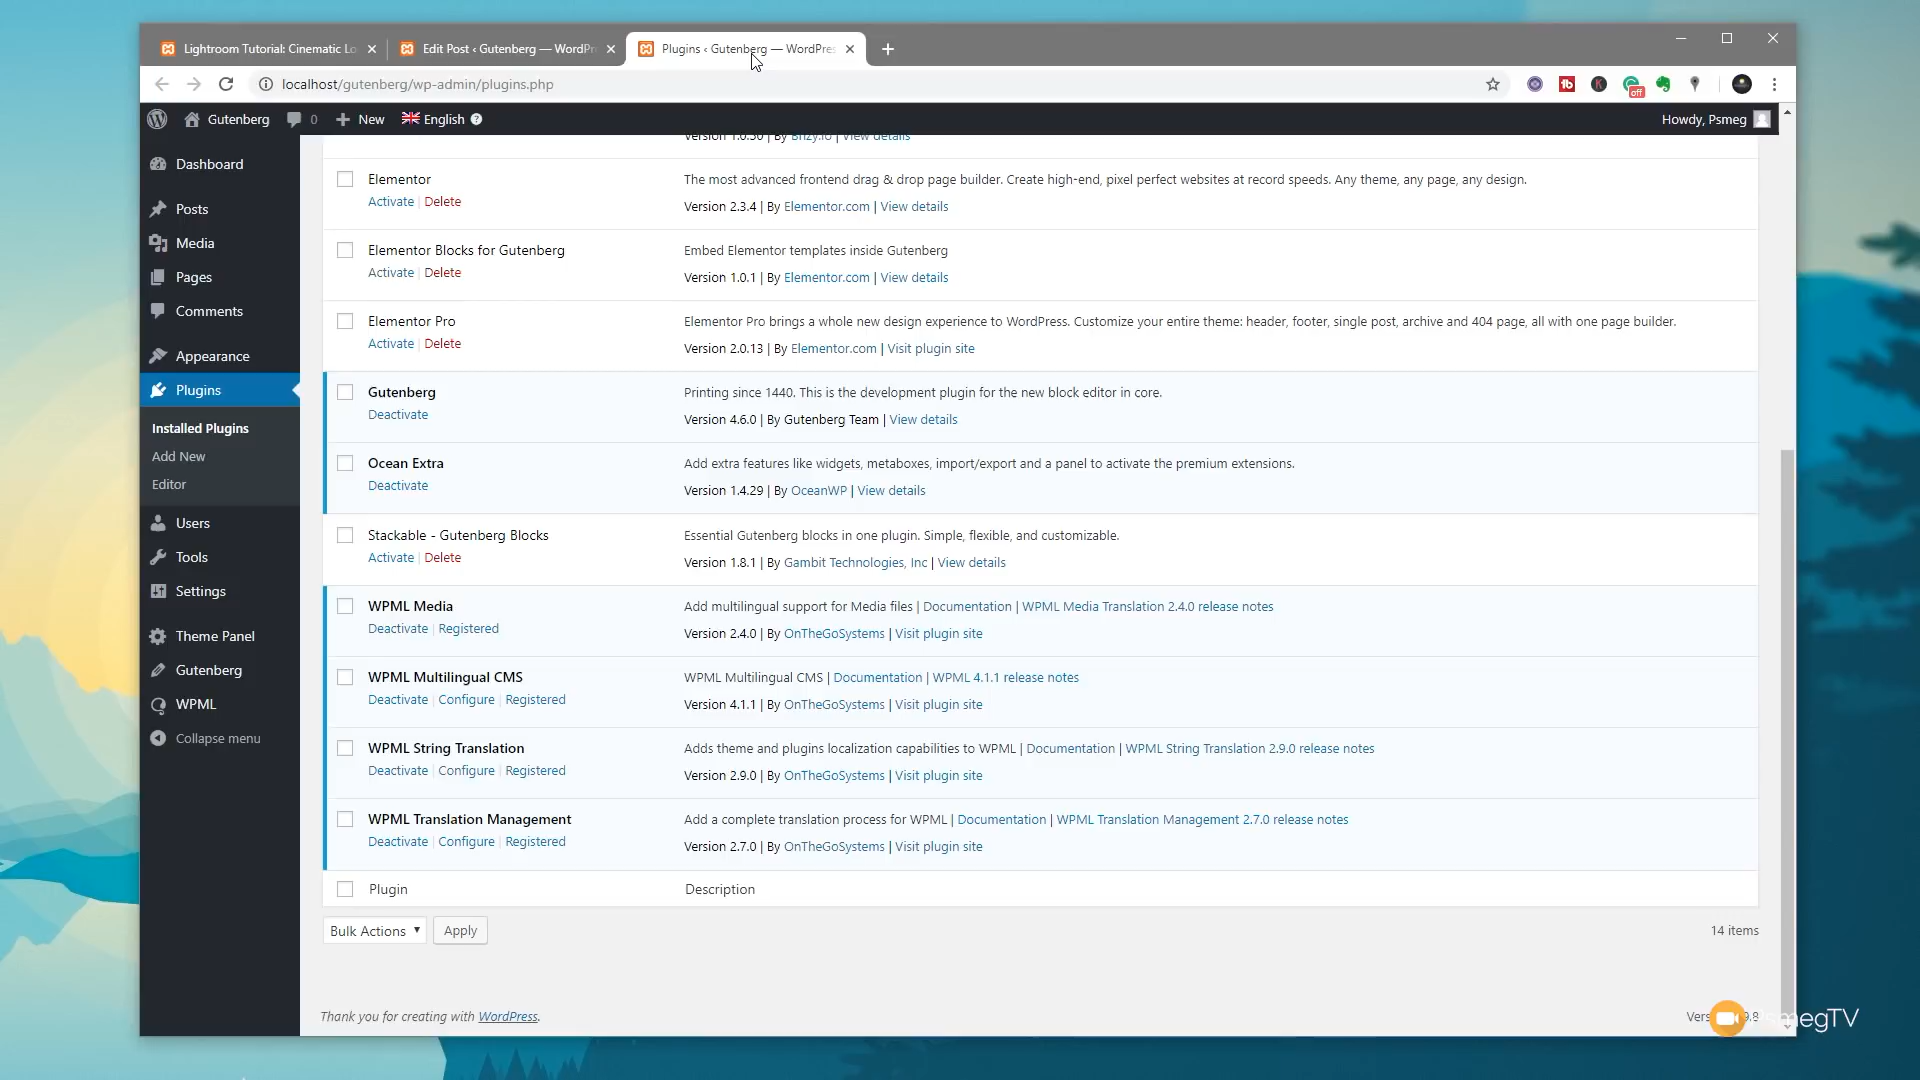 Lightroom Tutorial: Cinematic Lo
Edit Post ‹ Gutenberg — WordPr
Plugins ‹ Gutenberg — WordPres
localhost/gutenberg/wp-admin/plugins.php
off
Gutenberg
0
New
English
Howdy, Psmeg
Dashboard
Posts
Media
Pages
Comments
Appearance
Plugins
Installed Plugins
Add New
Editor
Users
Tools
Settings
Theme Panel
Gutenberg
WPML
Collapse menu
Version 1.0.30 | By Brizy.io | View details
Elementor
Activate | Delete
The most advanced frontend drag & drop page builder. Create high-end, pixel perfect websites at record speeds. Any theme, any page, any design.
Version 2.3.4 | By Elementor.com | View details
Elementor Blocks for Gutenberg
Activate | Delete
Embed Elementor templates inside Gutenberg
Version 1.0.1 | By Elementor.com | View details
Elementor Pro
Activate | Delete
Elementor Pro brings a whole new design experience to WordPress. Customize your entire theme: header, footer, single post, archive and 404 page, all with one page builder.
Version 2.0.13 | By Elementor.com | Visit plugin site
Gutenberg
Deactivate
Printing since 1440. This is the development plugin for the new block editor in core.
Version 4.6.0 | By Gutenberg Team | View details
Ocean Extra
Deactivate
Add extra features like widgets, metaboxes, import/export and a panel to activate the premium extensions.
Version 1.4.29 | By OceanWP | View details
Stackable - Gutenberg Blocks
Activate | Delete
Essential Gutenberg blocks in one plugin. Simple, flexible, and customizable.
Version 1.8.1 | By Gambit Technologies, Inc | View details
WPML Media
Deactivate | Registered
Add multilingual support for Media files | Documentation | WPML Media Translation 2.4.0 release notes
Version 2.4.0 | By OnTheGoSystems | Visit plugin site
WPML Multilingual CMS
Deactivate | Configure | Registered
WPML Multilingual CMS | Documentation | WPML 4.1.1 release notes
Version 4.1.1 | By OnTheGoSystems | Visit plugin site
WPML String Translation
Deactivate | Configure | Registered
Adds theme and plugins localization capabilities to WPML | Documentation | WPML String Translation 2.9.0 release notes
Version 2.9.0 | By OnTheGoSystems | Visit plugin site
WPML Translation Management
Deactivate | Configure | Registered
Add a complete translation process for WPML | Documentation | WPML Translation Management 2.7.0 release notes
Version 2.7.0 | By OnTheGoSystems | Visit plugin site
Plugin
Description
Bulk Actions
Apply
14 items
Thank you for creating with WordPress.